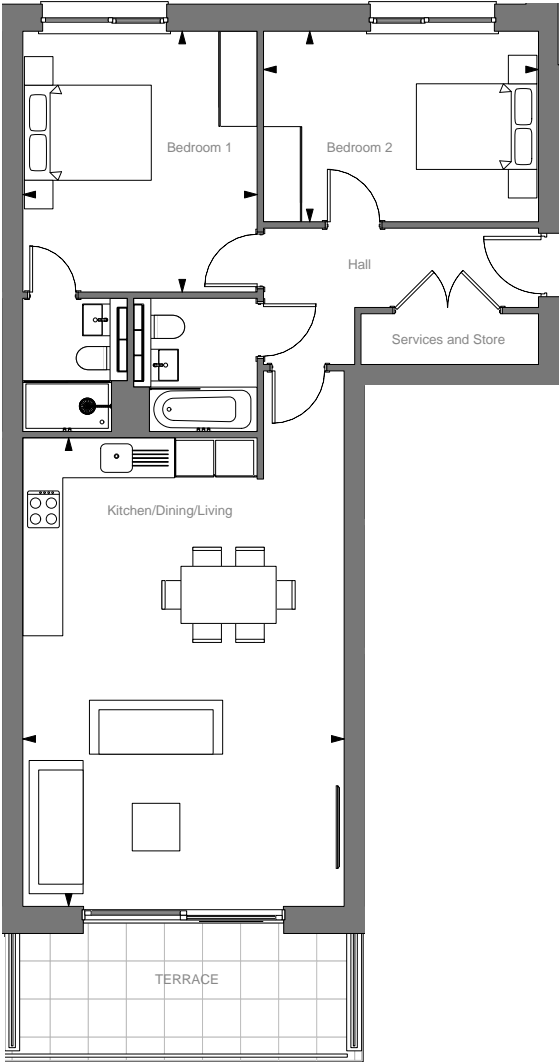 Bedroom 1
Bedroom 2
Hall
Services and Store
Kitchen/Dining/Living
TERRACE